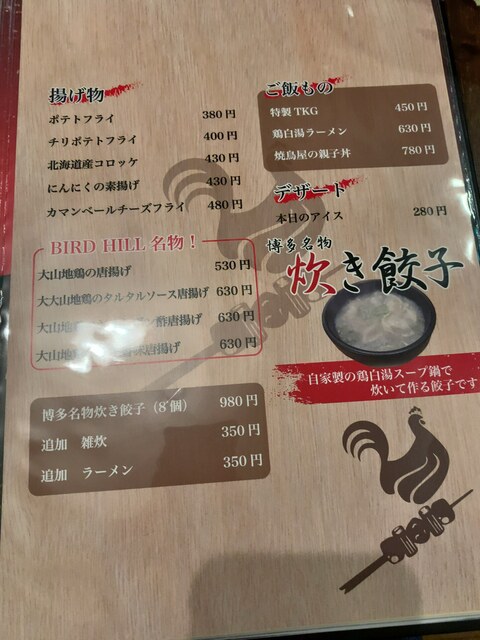 揚げ物
ポテトフライ 380円
チリポテトフライ 400円
北海道産コロッケ 430円
にんにくの素揚げ 430円
カマンベールチーズフライ 480円
BIRD HILL 名物！
大山地鶏の唐揚げ 530円
大大山地鶏のタルタルソース唐揚げ 630円
大山地 酢唐揚げ 630円
大山地 唐揚げ 630円
博多名物炊き餃子（8個） 980円
追加 雑炊 350円
追加 ラーメン 350円
ご飯もの
特製TKG 450円
鶏白湯ラーメン 630円
焼鳥屋の親子丼 780円
デザート
本日のアイス 280円
博多名物
炊き餃子
自家製の鶏白湯スープ鍋で
炊いて作る餃子です